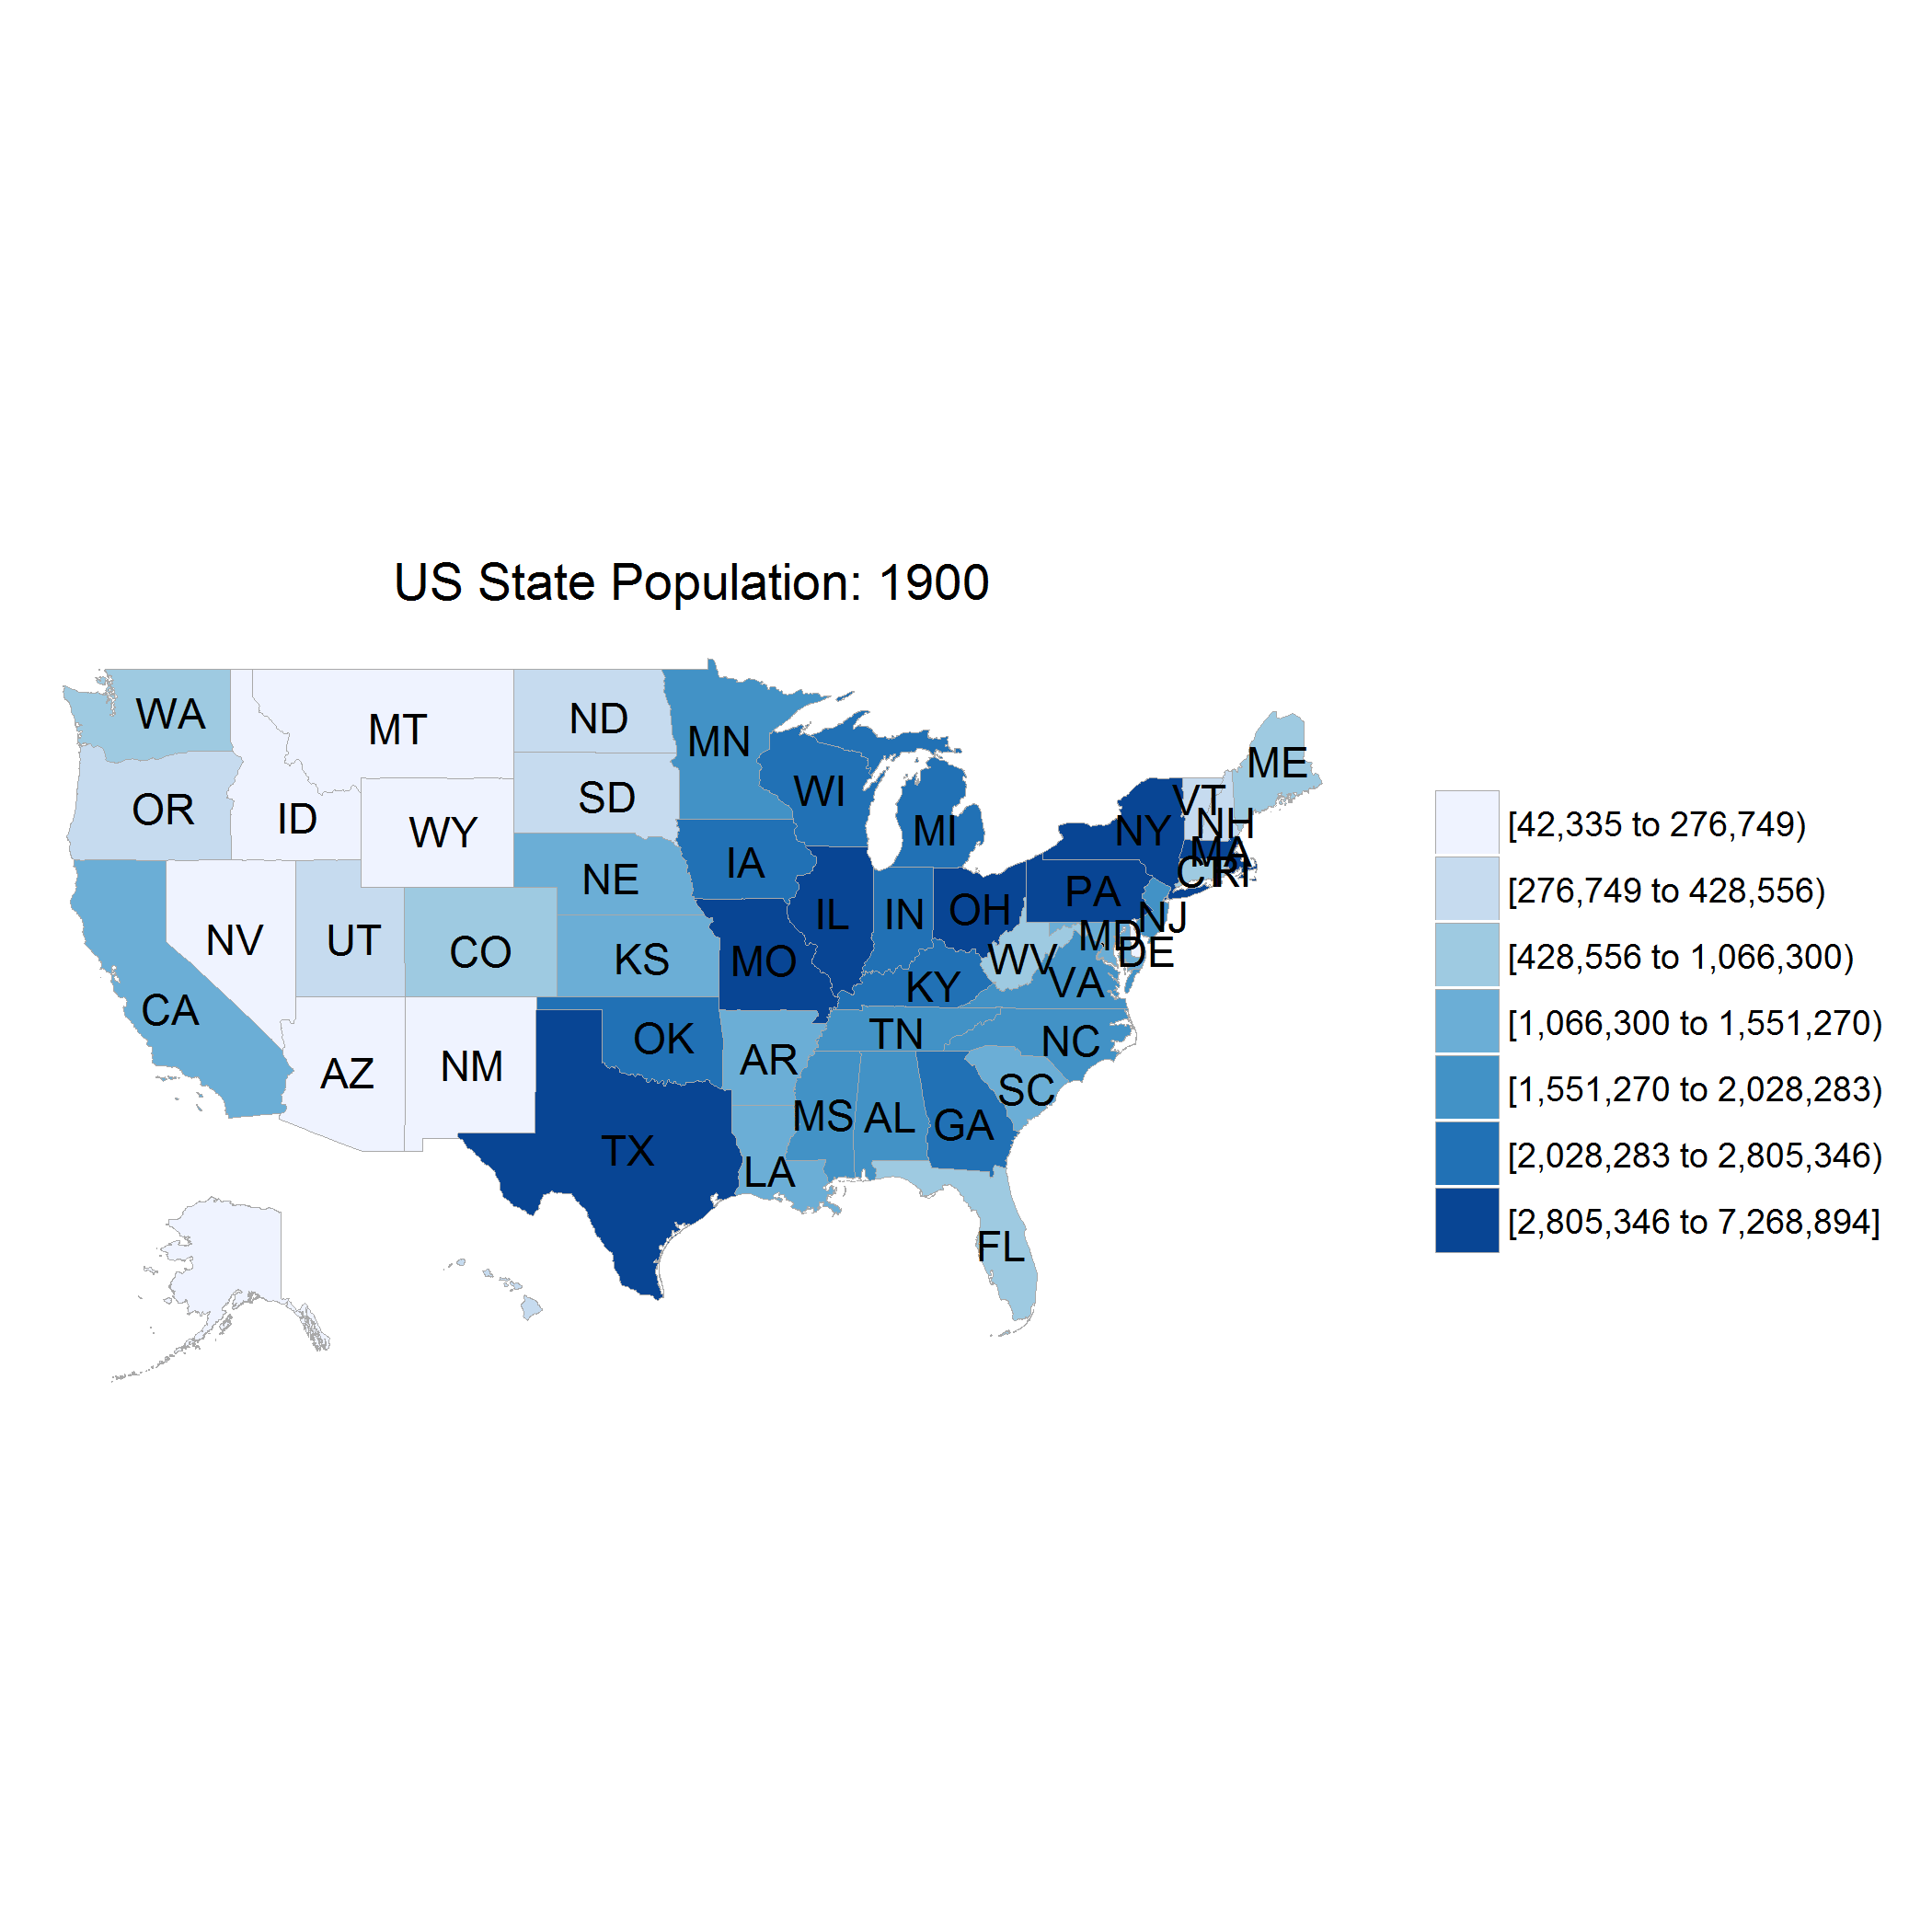 US State Population: 1900
WA
MT
ND
MN
ME
OR
ID
WY
SD
WI
MI
NY
VT
NH
MA
CT
RI
NE
IA
PA
NJ
NV
UT
CO
KS
MO
IL
IN
OH
WV
MD
DE
VA
KY
CA
AZ
NM
OK
AR
TN
NC
SC
TX
LA
MS
AL
GA
FL
[42,335 to 276,749)
[276,749 to 428,556)
[428,556 to 1,066,300)
[1,066,300 to 1,551,270)
[1,551,270 to 2,028,283)
[2,028,283 to 2,805,346)
[2,805,346 to 7,268,894]